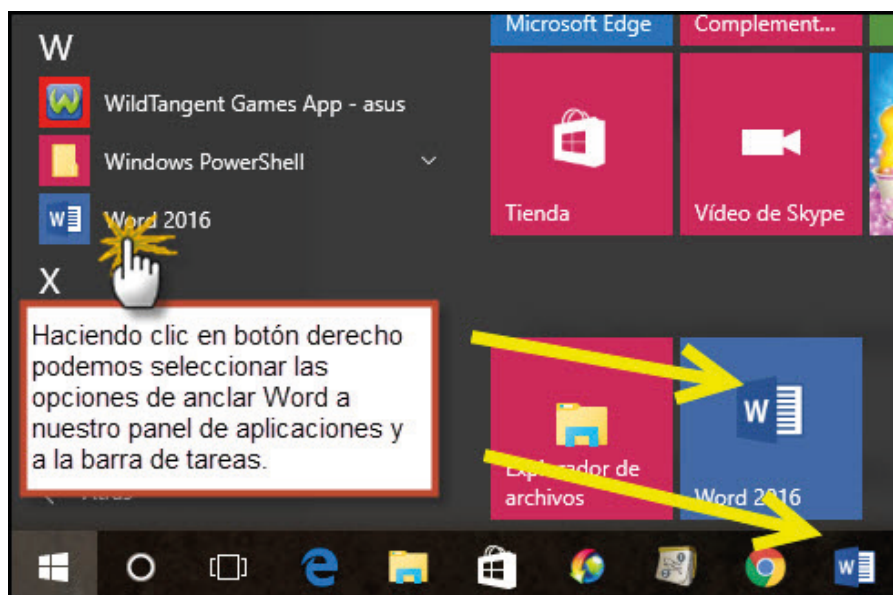 W
Microsoft Edge
Complement...
WildTangent Games App - asus
Windows PowerShell
Tienda
Vídeo de Skype
Word 2016
X
Haciendo clic en botón derecho
podemos seleccionar las
opciones de anclar Word a
nuestro panel de aplicaciones y
a la barra de tareas.
Explorador de
archivos
Word 2016